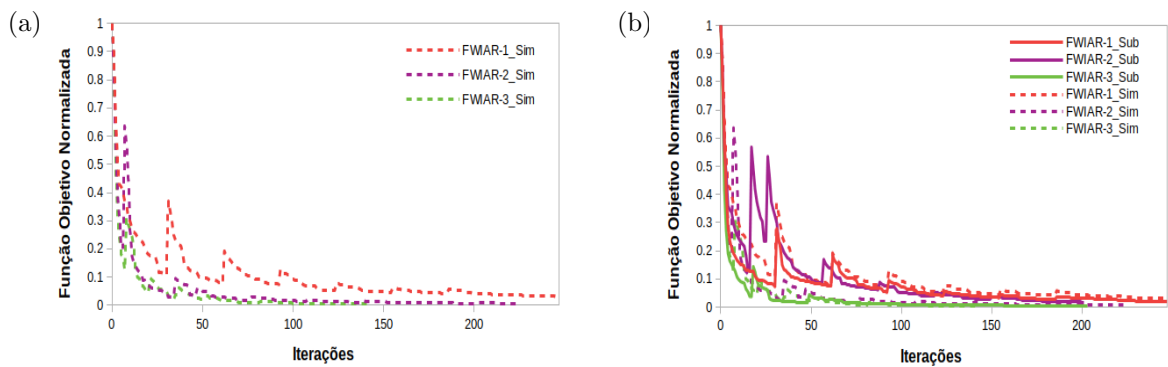 (a)
Função Objetivo Normalizada
1
0.9
0.8
0.7
0.6
0.5
0.4
0.3
0.2
0.1
0
0
50
100
150
200
Iterações
FWIAR-1_Sim
FWIAR-2_Sim
FWIAR-3_Sim
(b)
Função Objetivo Normalizada
1
0.9
0.8
0.7
0.6
0.5
0.4
0.3
0.2
0.1
0
0
50
100
150
200
Iterações
FWIAR-1_Sub
FWIAR-2_Sub
FWIAR-3_Sub
FWIAR-1_Sim
FWIAR-2_Sim
FWIAR-3_Sim